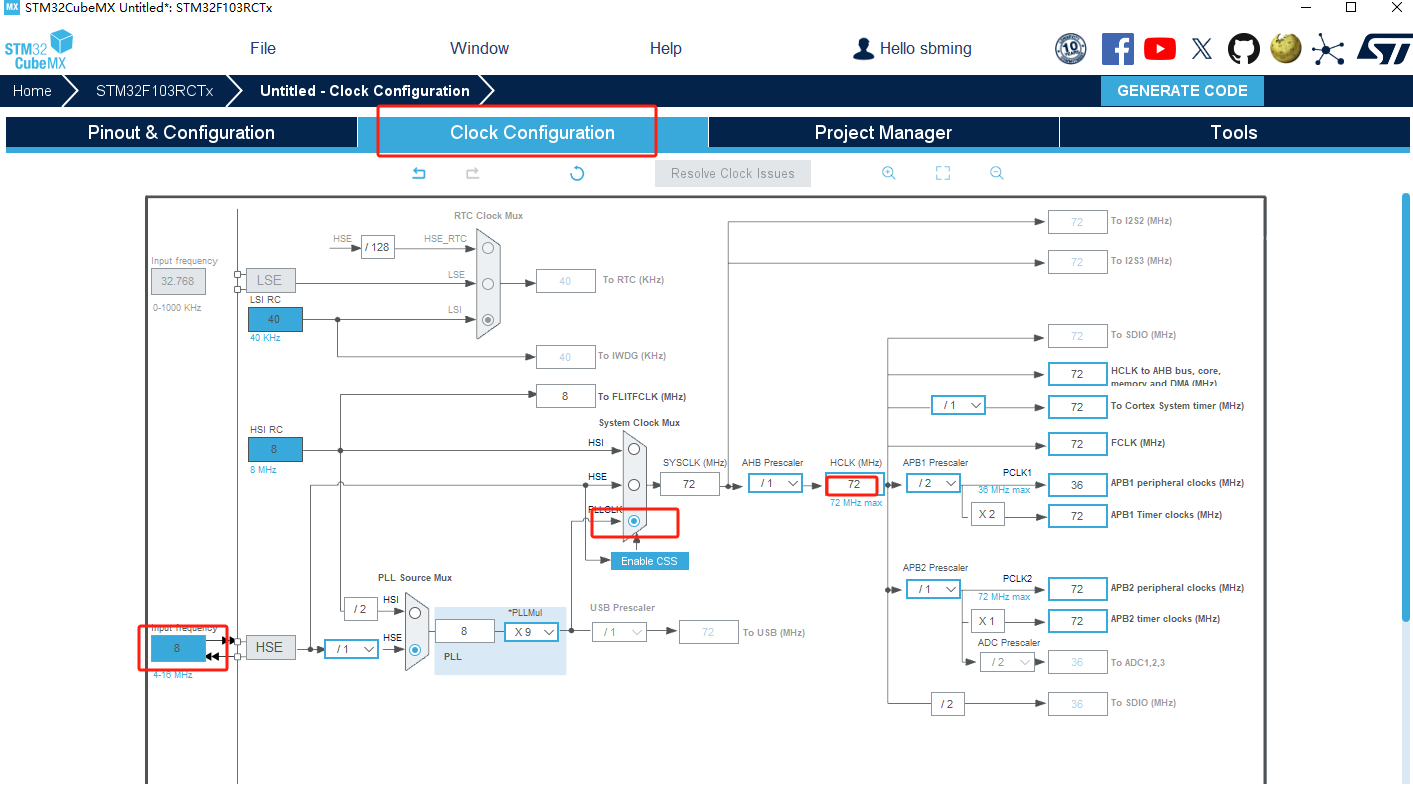 MX STM32CubeMX Untitled*: STM32F103RCTx
STM32 CubeMX
File Window Help Hello sbming 10
Home STM32F103RCTx Untitled - Clock Configuration GENERATE CODE
Pinout & Configuration Clock Configuration Project Manager Tools
Resolve Clock Issues
RTC Clock Mux
72 To I2S2 (MHz)
HSE / 128 HSE_RTC
Input frequency
72 To I2S3 (MHz)
32.768 LSE LSE 40 To RTC (KHz)
0-1000 KHz
LSI RC
40 LSI
40 KHz
72 To SDIO (MHz)
40 To IWDG (KHz)
72 HCLK to AHB bus, core,
memory and DMA (MHz)
8 To FLITFCLK (MHz)
/ 1 72 To Cortex System timer (MHz)
System Clock Mux
HSI RC
8 HSI
8 MHz
72 FCLK (MHz)
SYSCLK (MHz) AHB Prescaler HCLK (MHz) APB1 Prescaler
HSE 72 / 1 72 / 2 PCLK1 36 APB1 peripheral clocks (MHz)
72 MHz max 36 MHz max
PLLCLK
X 2 72 APB1 Timer clocks (MHz)
Enable CSS
APB2 Prescaler
PLL Source Mux
/ 1 PCLK2 72 APB2 peripheral clocks (MHz)
72 MHz max
HSI
/ 2
*PLLMul USB Prescaler
X 1 72 APB2 timer clocks (MHz)
Input frequency
8 X 9 / 1 72 To USB (MHz)
8 HSE / 1 HSE
PLL
ADC Prescaler
/ 2 36 To ADC1,2,3
4-16 MHz
/ 2 36 To SDIO (MHz)